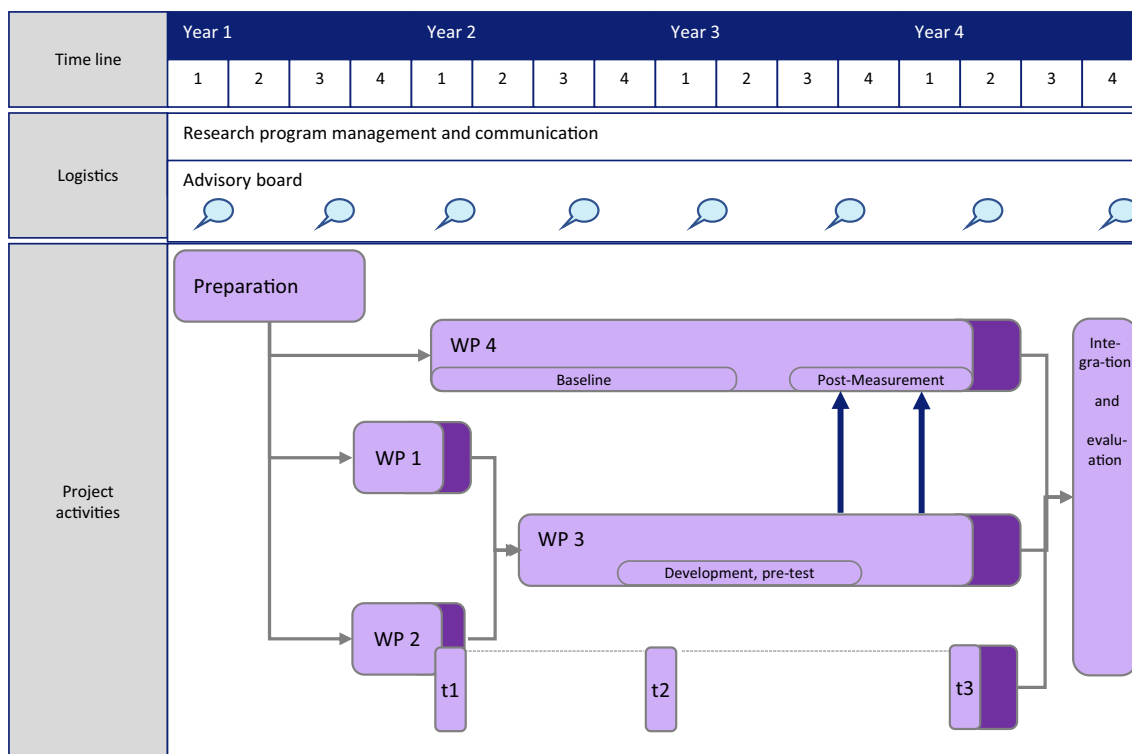 Time line
Year 1 Year 2 Year 3 Year 4
1 2 3 4 1 2 3 4 1 2 3 4 1 2 3 4
Logistics
Research program management and communication
Advisory board
Project
activities
Preparation
WP 4
Baseline
Post-Measurement
WP 1
WP 3
Development, pre-test
WP 2
t1
t2
t3
Inte-
gra-tion
and
evalu-
ation